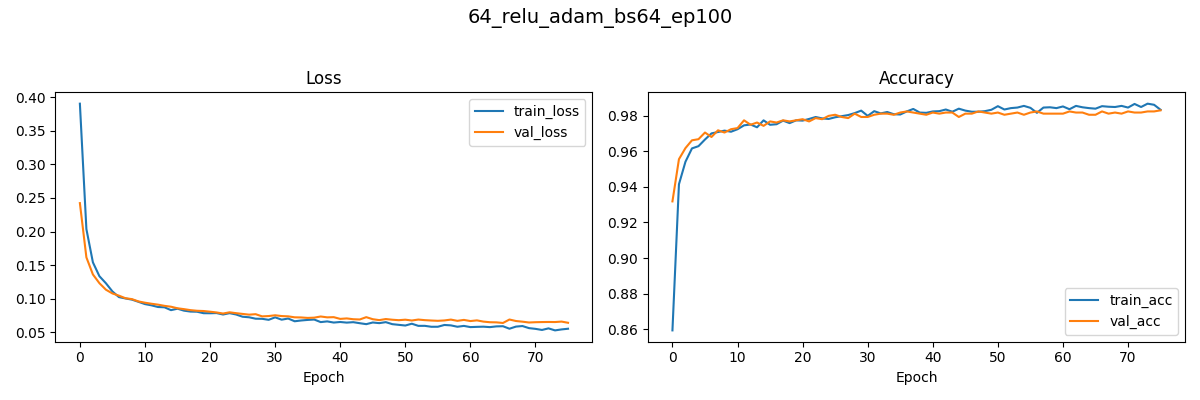 64_relu_adam_bs64_ep100
Loss
0.40
0.35
0.30
0.25
0.20
0.15
0.10
0.05
0 10 20 30 40 50 60 70
Epoch
train_loss
val_loss
Accuracy
0.98
0.96
0.94
0.92
0.90
0.88
0.86
0 10 20 30 40 50 60 70
Epoch
train_acc
val_acc